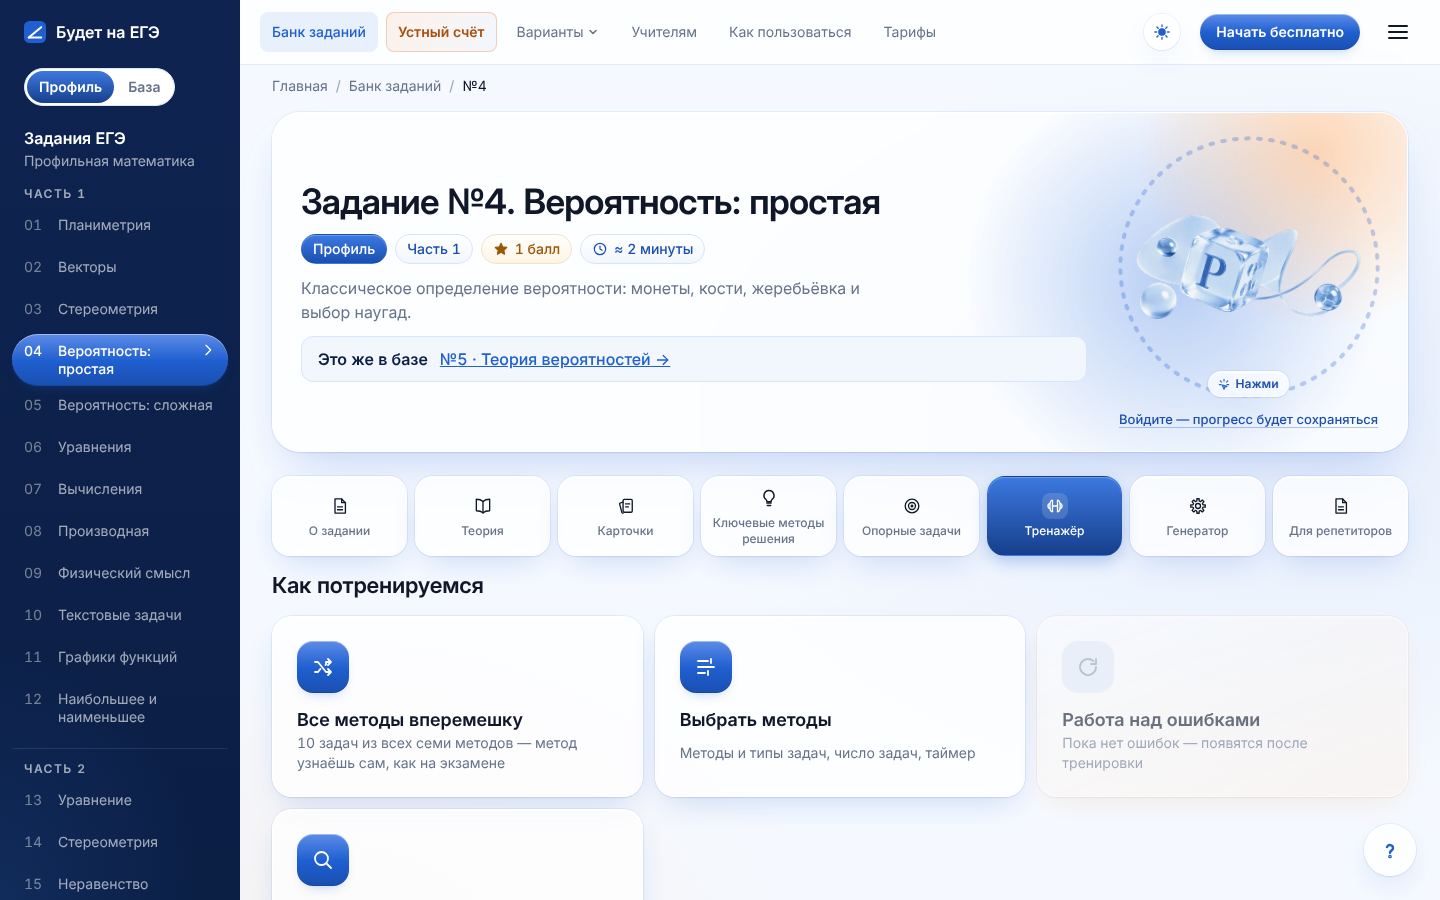 Будет на ЕГЭ
Профиль База
Задания ЕГЭ
Профильная математика
ЧАСТЬ 1
01 Планиметрия
02 Векторы
03 Стереометрия
04 Вероятность:
простая
05 Вероятность: сложная
06 Уравнения
07 Вычисления
08 Производная
09 Физический смысл
10 Текстовые задачи
11 Графики функций
12 Наибольшее и
наименьшее
ЧАСТЬ 2
13 Уравнение
14 Стереометрия
15 Неравенство
Банк заданий Устный счёт Варианты Учителям Как пользоваться Тарифы Начать бесплатно
Главная / Банк заданий / №4
Задание №4. Вероятность: простая
Профиль Часть 1 1 балл ≈ 2 минуты
Классическое определение вероятности: монеты, кости, жеребьёвка и
выбор наугад.
Это же в базе №5 · Теория вероятностей →
P
Нажми
Войдите — прогресс будет сохраняться
О задании
Теория
Карточки
Ключевые методы
решения
Опорные задачи
Тренажёр
Генератор
Для репетиторов
Как потренируемся
Все методы вперемешку
10 задач из всех семи методов — метод
узнаёшь сам, как на экзамене
Выбрать методы
Методы и типы задач, число задач, таймер
Работа над ошибками
Пока нет ошибок — появятся после
тренировки
?